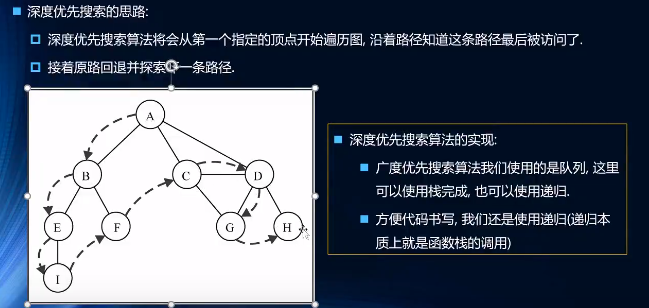 深度优先搜索的思路:
深度优先搜索算法将会从第一个指定的顶点开始遍历图, 沿着路径知道这条路径最后被访问了.
接着原路回退并探索一条路径.
A
B
C
D
E
F
G
H
I
深度优先搜索算法的实现:
广度优先搜索算法我们使用的是队列, 这里
可以使用栈完成, 也可以使用递归.
方便代码书写, 我们还是使用递归(递归本
质上就是函数栈的调用)